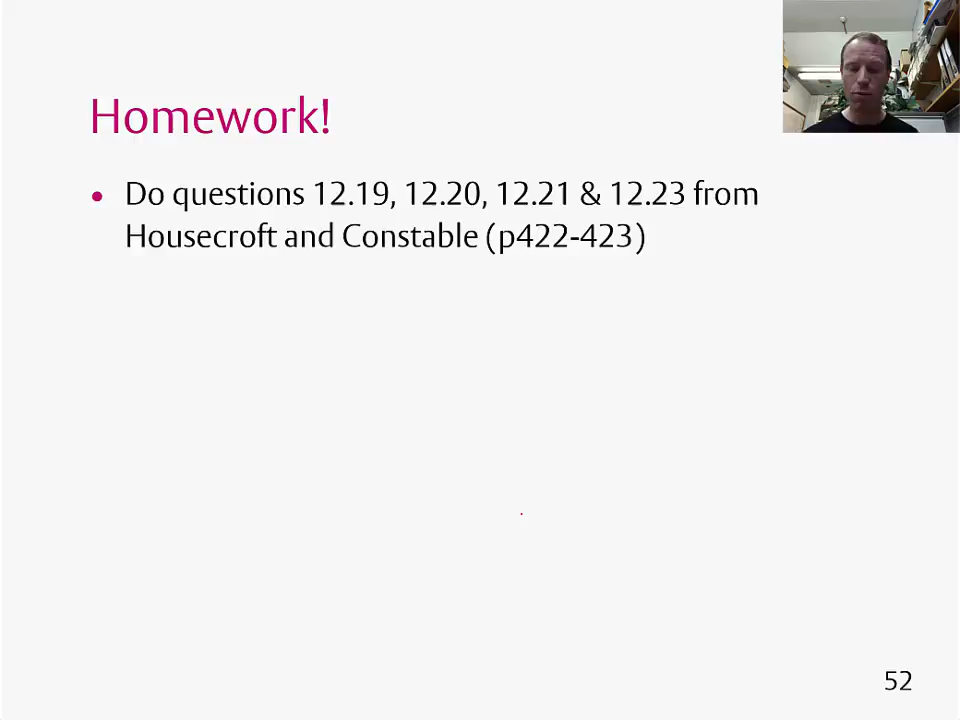 Homework!
• Do questions 12.19, 12.20, 12.21 & 12.23 from
Housecroft and Constable (p422-423)
52